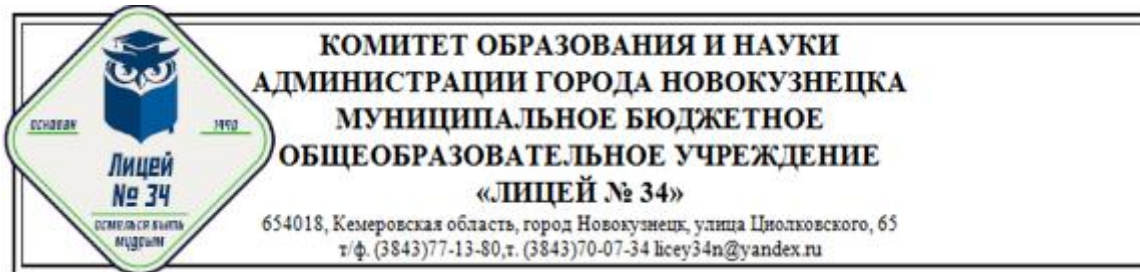 КОМИТЕТ ОБРАЗОВАНИЯ И НАУКИ
АДМИНИСТРАЦИИ ГОРОДА НОВОКУЗНЕЦКА
МУНИЦИПАЛЬНОЕ БЮДЖЕТНОЕ
ОБЩЕОБРАЗОВАТЕЛЬНОЕ УЧРЕЖДЕНИЕ
«ЛИЦЕЙ № 34»
654018, Кемеровская область, город Новокузнецк, улица Циолковского, 65
т/ф. (3843)77-13-80,т. (3843)70-07-34 licey34n@yandex.ru
основан 1990
Лицей
№ 34
осмелься быть
мудрым